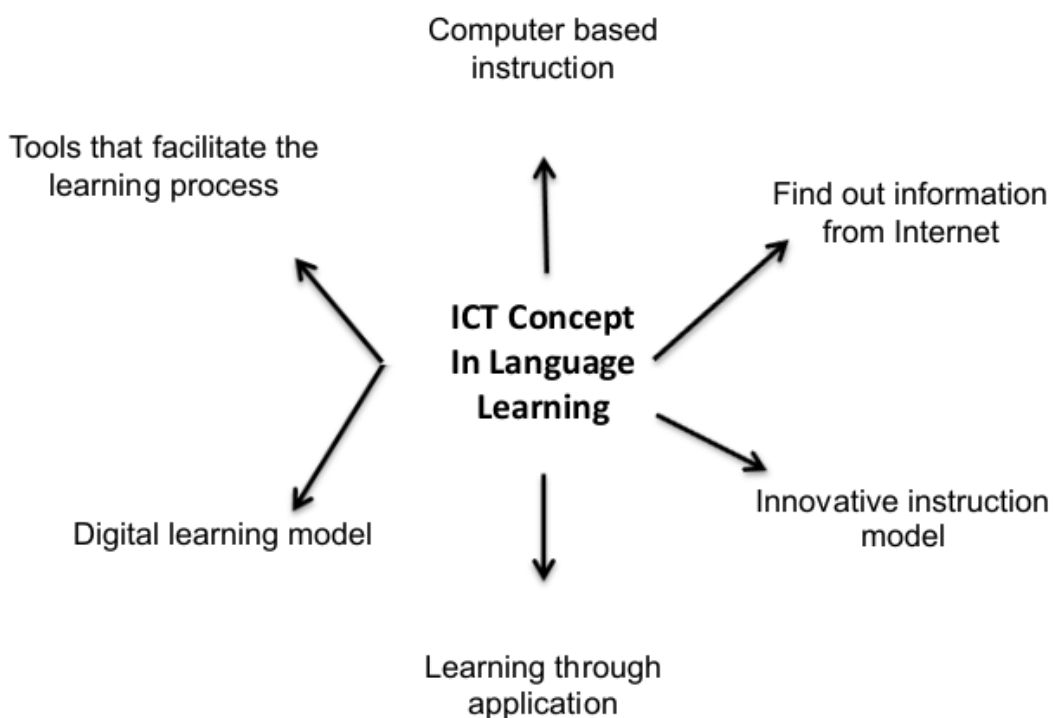 Computer based
instruction
Tools that facilitate the
learning process
Find out information
from Internet
ICT Concept
In Language
Learning
Digital learning model
Innovative instruction
model
Learning through
application